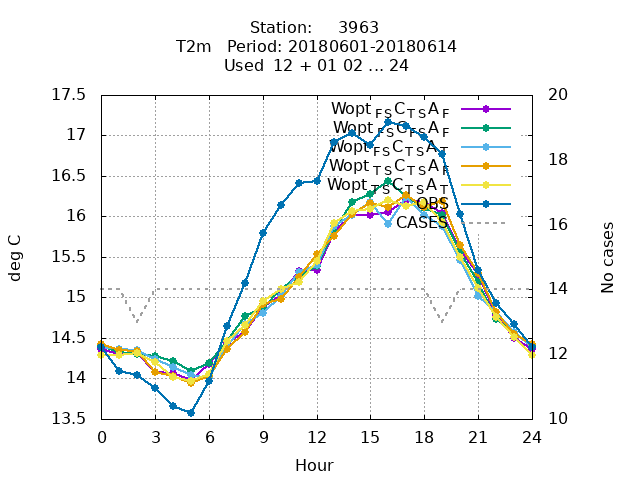 Station: 3963
T2m Period: 20180601-20180614
Used 12 + 01 02 ... 24
Wopt FS C TS A F
Wopt FS C FS A F
Wopt FS C TS A T
Wopt TS C TS A F
Wopt TS C TS A T
OBS
CASES
17.5
17
16.5
16
15.5
15
14.5
14
13.5
deg C
20
18
16
14
12
10
No cases
0 3 6 9 12 15 18 21 24
Hour